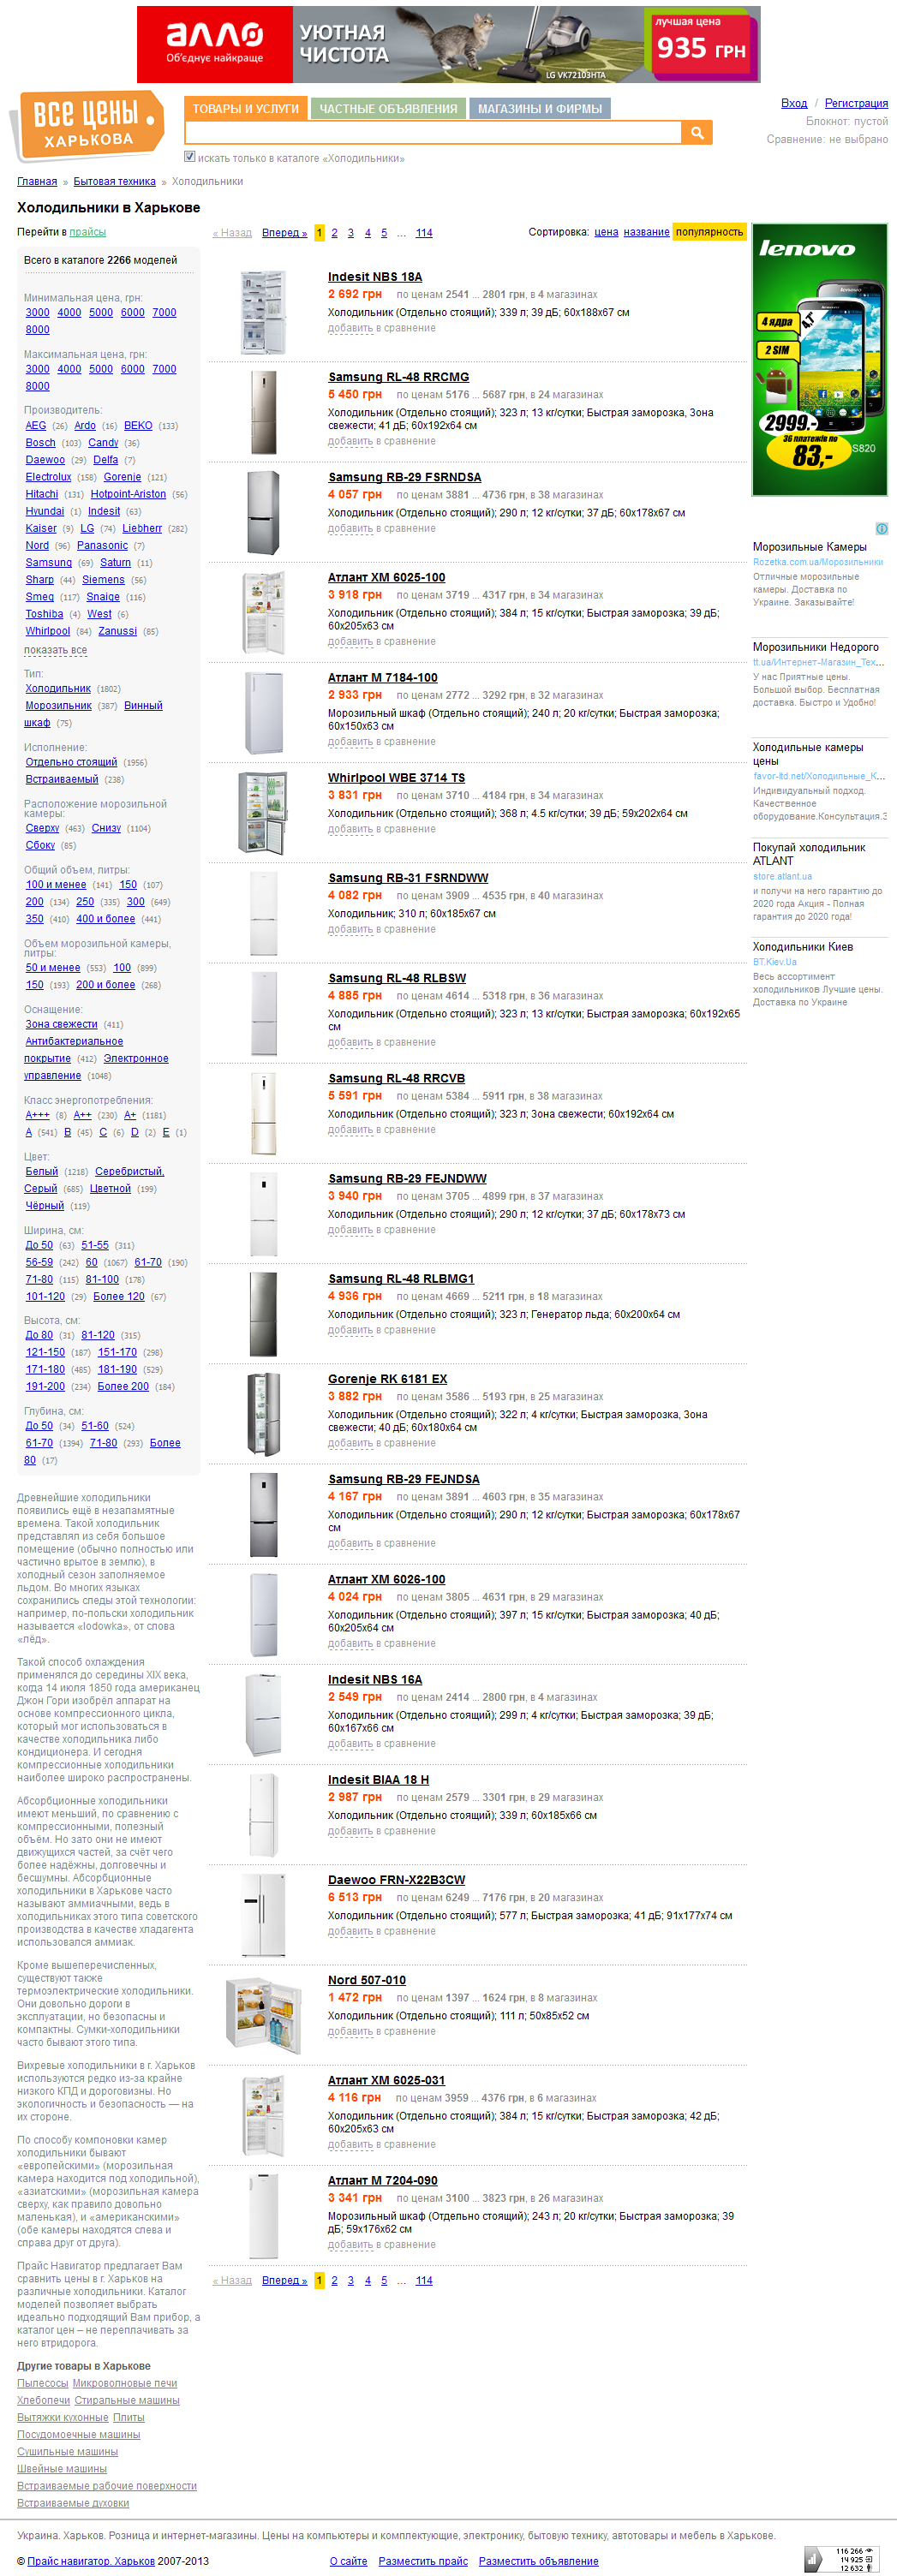 алло
Об'єднуйте найкраще
УЮТНАЯ
ЧИСТОТА
LG VK72103HTA
лучшая цена
935 ГРН
ВСЕ ЦЕНЫ
ХАРЬКОВА
ТОВАРЫ И УСЛУГИ
ЧАСТНЫЕ ОБЪЯВЛЕНИЯ
МАГАЗИНЫ И ФИРМЫ
искать только в каталоге «Холодильники»
Вход / Регистрация
Блокнот: пустой
Сравнение: не выбрано
Главная » Бытовая техника » Холодильники
Холодильники в Харькове
Перейти в прайсы
Всего в каталоге 2266 моделей
Минимальная цена, грн:
3000 4000 5000 6000 7000
8000
Максимальная цена, грн:
3000 4000 5000 6000 7000
8000
Производитель:
AEG (26) Ardo (16) BEKO (133)
Bosch (103) Candy (36)
Daewoo (29) Delfa (7)
Electrolux (158) Gorenje (121)
Hitachi (131) Hotpoint-Ariston (56)
Hyundai (1) Indesit (63)
Kaiser (9) LG (74) Liebherr (282)
Nord (96) Panasonic (7)
Samsung (69) Saturn (11)
Sharp (44) Siemens (56)
Smeg (117) Snaige (116)
Toshiba (4) West (6)
Whirlpool (84) Zanussi (85)
показать все
Тип:
Холодильник (1802)
Морозильник (387) Винный
шкаф (75)
Исполнение:
Отдельно стоящий (1956)
Встраиваемый (238)
Расположение морозильной
камеры:
Сверху (463) Снизу (1104)
Сбоку (85)
Общий объем, литры:
100 и менее (141) 150 (107)
200 (134) 250 (335) 300 (649)
350 (410) 400 и более (441)
Объем морозильной камеры,
литры:
50 и менее (553) 100 (899)
150 (193) 200 и более (268)
Оснащение:
Зона свежести (411)
Антибактериальное
покрытие (412) Электронное
управление (1048)
Класс энергопотребления:
A+++ (8) A++ (230) A+ (1181)
A (541) B (45) C (6) D (2) E (1)
Цвет:
Белый (1218) Серебристый,
Серый (685) Цветной (199)
Чёрный (119)
Ширина, см:
До 50 (63) 51-55 (311)
56-59 (242) 60 (1067) 61-70 (190)
71-80 (115) 81-100 (178)
101-120 (29) Более 120 (67)
Высота, см:
До 80 (31) 81-120 (315)
121-150 (187) 151-170 (298)
171-180 (485) 181-190 (529)
191-200 (234) Более 200 (184)
Глубина, см:
До 50 (34) 51-60 (524)
61-70 (1394) 71-80 (293) Более
80 (17)
Древнейшие холодильники
появились ещё в незапамятные
времена. Такой холодильник
представлял из себя большое
помещение (обычно полностью или
частично врытое в землю), в
холодный сезон заполняемое
льдом. Во многих языках
сохранились следы этой технологии:
например, по-польски холодильник
называется «lodowka», от слова
«лёд».
Такой способ охлаждения
применялся до середины XIX века,
когда 14 июля 1850 года американец
Джон Гори изобрёл аппарат на
основе компрессионного цикла,
который мог использоваться в
качестве холодильника либо
кондиционера. И сегодня
компрессионные холодильники
наиболее широко распространены.
Абсорбционные холодильники
имеют меньший, по сравнению с
компрессионными, полезный
объём. Но зато они не имеют
движущихся частей, за счёт чего
более надёжны, долговечны и
бесшумны. Абсорбционные
холодильники в Харькове часто
называют аммиачными, ведь в
холодильниках этого типа советского
производства в качестве хладагента
использовался аммиак.
Кроме вышеперечисленных,
существуют также
термоэлектрические холодильники.
Они довольно дороги в
эксплуатации, но безопасны и
компактны. Сумки-холодильники
часто бывают этого типа.
Вихревые холодильники в г. Харьков
используются редко из-за крайне
низкого КПД и дороговизны. Но
экологичность и безопасность — на
их стороне.
По способу компоновки камер
холодильники бывают
«европейскими» (морозильная
камера находится под холодильной),
«азиатскими» (морозильная камера
сверху, как правило довольно
маленькая), и «американскими»
(обе камеры находятся слева и
справа друг от друга).
Прайс Навигатор предлагает Вам
сравнить цены в г. Харьков на
различные холодильники. Каталог
моделей позволяет выбрать
идеально подходящий Вам прибор, а
каталог цен – не переплачивать за
него втридорога.
Другие товары в Харькове
Пылесосы Микроволновые печи
Хлебопечи Стиральные машины
Вытяжки кухонные Плиты
Посудомоечные машины
Сушильные машины
Швейные машины
Встраиваемые рабочие поверхности
Встраиваемые духовки
« Назад Вперед » 1 2 3 4 5 ... 114
Сортировка: цена название популярность
Indesit NBS 18A
2 692 грн по ценам 2541 ... 2801 грн, в 4 магазинах
Холодильник (Отдельно стоящий); 339 л; 39 дБ; 60x188x67 см
добавить в сравнение
Samsung RL-48 RRCMG
5 450 грн по ценам 5176 ... 5687 грн, в 24 магазинах
Холодильник (Отдельно стоящий); 323 л; 13 кг/сутки; Быстрая заморозка, Зона
свежести; 41 дБ; 60x192x64 см
добавить в сравнение
Samsung RB-29 FSRNDSA
4 057 грн по ценам 3881 ... 4736 грн, в 38 магазинах
Холодильник (Отдельно стоящий); 290 л; 12 кг/сутки; 37 дБ; 60x178x67 см
добавить в сравнение
Атлант ХМ 6025-100
3 918 грн по ценам 3719 ... 4317 грн, в 34 магазинах
Холодильник (Отдельно стоящий); 384 л; 15 кг/сутки; Быстрая заморозка; 39 дБ;
60x205x63 см
добавить в сравнение
Атлант М 7184-100
2 933 грн по ценам 2772 ... 3292 грн, в 32 магазинах
Морозильный шкаф (Отдельно стоящий); 240 л; 20 кг/сутки; Быстрая заморозка;
60x150x63 см
добавить в сравнение
Whirlpool WBE 3714 TS
3 831 грн по ценам 3710 ... 4184 грн, в 34 магазинах
Холодильник (Отдельно стоящий); 368 л; 4.5 кг/сутки; 39 дБ; 59x202x64 см
добавить в сравнение
Samsung RB-31 FSRNDWW
4 082 грн по ценам 3909 ... 4535 грн, в 40 магазинах
Холодильник; 310 л; 60x185x67 см
добавить в сравнение
Samsung RL-48 RLBSW
4 885 грн по ценам 4614 ... 5318 грн, в 36 магазинах
Холодильник (Отдельно стоящий); 323 л; 13 кг/сутки; Быстрая заморозка; 60x192x65
см
добавить в сравнение
Samsung RL-48 RRCVB
5 591 грн по ценам 5384 ... 5911 грн, в 38 магазинах
Холодильник (Отдельно стоящий); 323 л; Зона свежести; 60x192x64 см
добавить в сравнение
Samsung RB-29 FEJNDWW
3 940 грн по ценам 3705 ... 4899 грн, в 37 магазинах
Холодильник (Отдельно стоящий); 290 л; 12 кг/сутки; 37 дБ; 60x178x73 см
добавить в сравнение
Samsung RL-48 RLBMG1
4 936 грн по ценам 4669 ... 5211 грн, в 18 магазинах
Холодильник (Отдельно стоящий); 323 л; Генератор льда; 60x200x64 см
добавить в сравнение
Gorenje RK 6181 EX
3 882 грн по ценам 3586 ... 5193 грн, в 25 магазинах
Холодильник (Отдельно стоящий); 322 л; 4 кг/сутки; Быстрая заморозка, Зона
свежести; 40 дБ; 60x180x64 см
добавить в сравнение
Samsung RB-29 FEJNDSA
4 167 грн по ценам 3891 ... 4603 грн, в 35 магазинах
Холодильник (Отдельно стоящий); 290 л; 12 кг/сутки; Быстрая заморозка; 60x178x67
см
добавить в сравнение
Атлант ХМ 6026-100
4 024 грн по ценам 3805 ... 4631 грн, в 29 магазинах
Холодильник (Отдельно стоящий); 397 л; 15 кг/сутки; Быстрая заморозка; 40 дБ;
60x205x64 см
добавить в сравнение
Indesit NBS 16A
2 549 грн по ценам 2414 ... 2800 грн, в 4 магазинах
Холодильник (Отдельно стоящий); 299 л; 4 кг/сутки; Быстрая заморозка; 39 дБ;
60x167x66 см
добавить в сравнение
Indesit BIAA 18 H
2 987 грн по ценам 2579 ... 3301 грн, в 29 магазинах
Холодильник (Отдельно стоящий); 339 л; 60x185x66 см
добавить в сравнение
Daewoo FRN-X22B3CW
6 513 грн по ценам 6249 ... 7176 грн, в 20 магазинах
Холодильник (Отдельно стоящий); 577 л; Быстрая заморозка; 41 дБ; 91x177x74 см
добавить в сравнение
Nord 507-010
1 472 грн по ценам 1397 ... 1624 грн, в 8 магазинах
Холодильник (Отдельно стоящий); 111 л; 50x85x52 см
добавить в сравнение
Атлант ХМ 6025-031
4 116 грн по ценам 3959 ... 4376 грн, в 6 магазинах
Холодильник (Отдельно стоящий); 384 л; 15 кг/сутки; Быстрая заморозка; 42 дБ;
60x205x63 см
добавить в сравнение
Атлант М 7204-090
3 341 грн по ценам 3100 ... 3823 грн, в 26 магазинах
Морозильный шкаф (Отдельно стоящий); 243 л; 20 кг/сутки; Быстрая заморозка; 39
дБ; 59x176x62 см
добавить в сравнение
« Назад Вперед » 1 2 3 4 5 ... 114
lenovo
4 ядра
4,7"
2 SIM
2999.-
36 платежів по
83,-
S820
Морозильные Камеры
Rozetka.com.ua/Морозильники
Отличные морозильные
камеры. Доставка по
Украине. Заказывайте!
Морозильники Недорого
tt.ua/Интернет-Магазин_Тех...
У нас Приятные цены.
Большой выбор. Бесплатная
доставка. Быстро и Удобно!
Холодильные камеры
цены
favor-ltd.net/Холодильные_К...
Индивидуальный подход.
Качественное
оборудование.Консультация.З
Покупай холодильник
ATLANT
store.atlant.ua
и получи на него гарантию до
2020 года Акция - Полная
гарантия до 2020 года!
Холодильники Киев
BT.Kiev.Ua
Весь ассортимент
холодильников Лучшие цены.
Доставка по Украине
Украина. Харьков. Розница и интернет-магазины. Цены на компьютеры и комплектующие, электронику, бытовую технику, автотовары и мебель в Харькове.
© Прайс навигатор. Харьков 2007-2013
О сайте Разместить прайс Разместить объявление
116 266
14 925
12 632